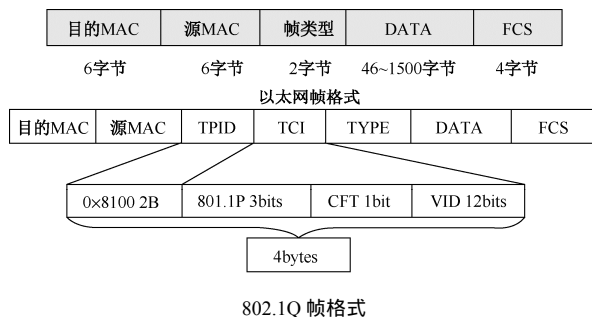 目的MAC 源MAC 帧类型 DATA FCS
6字节 6字节 2字节 46~1500字节 4字节
以太网帧格式
目的MAC 源MAC TPID TCI TYPE DATA FCS
0×8100 2B 801.1P 3bits CFT 1bit VID 12bits
4bytes
802.1Q 帧格式